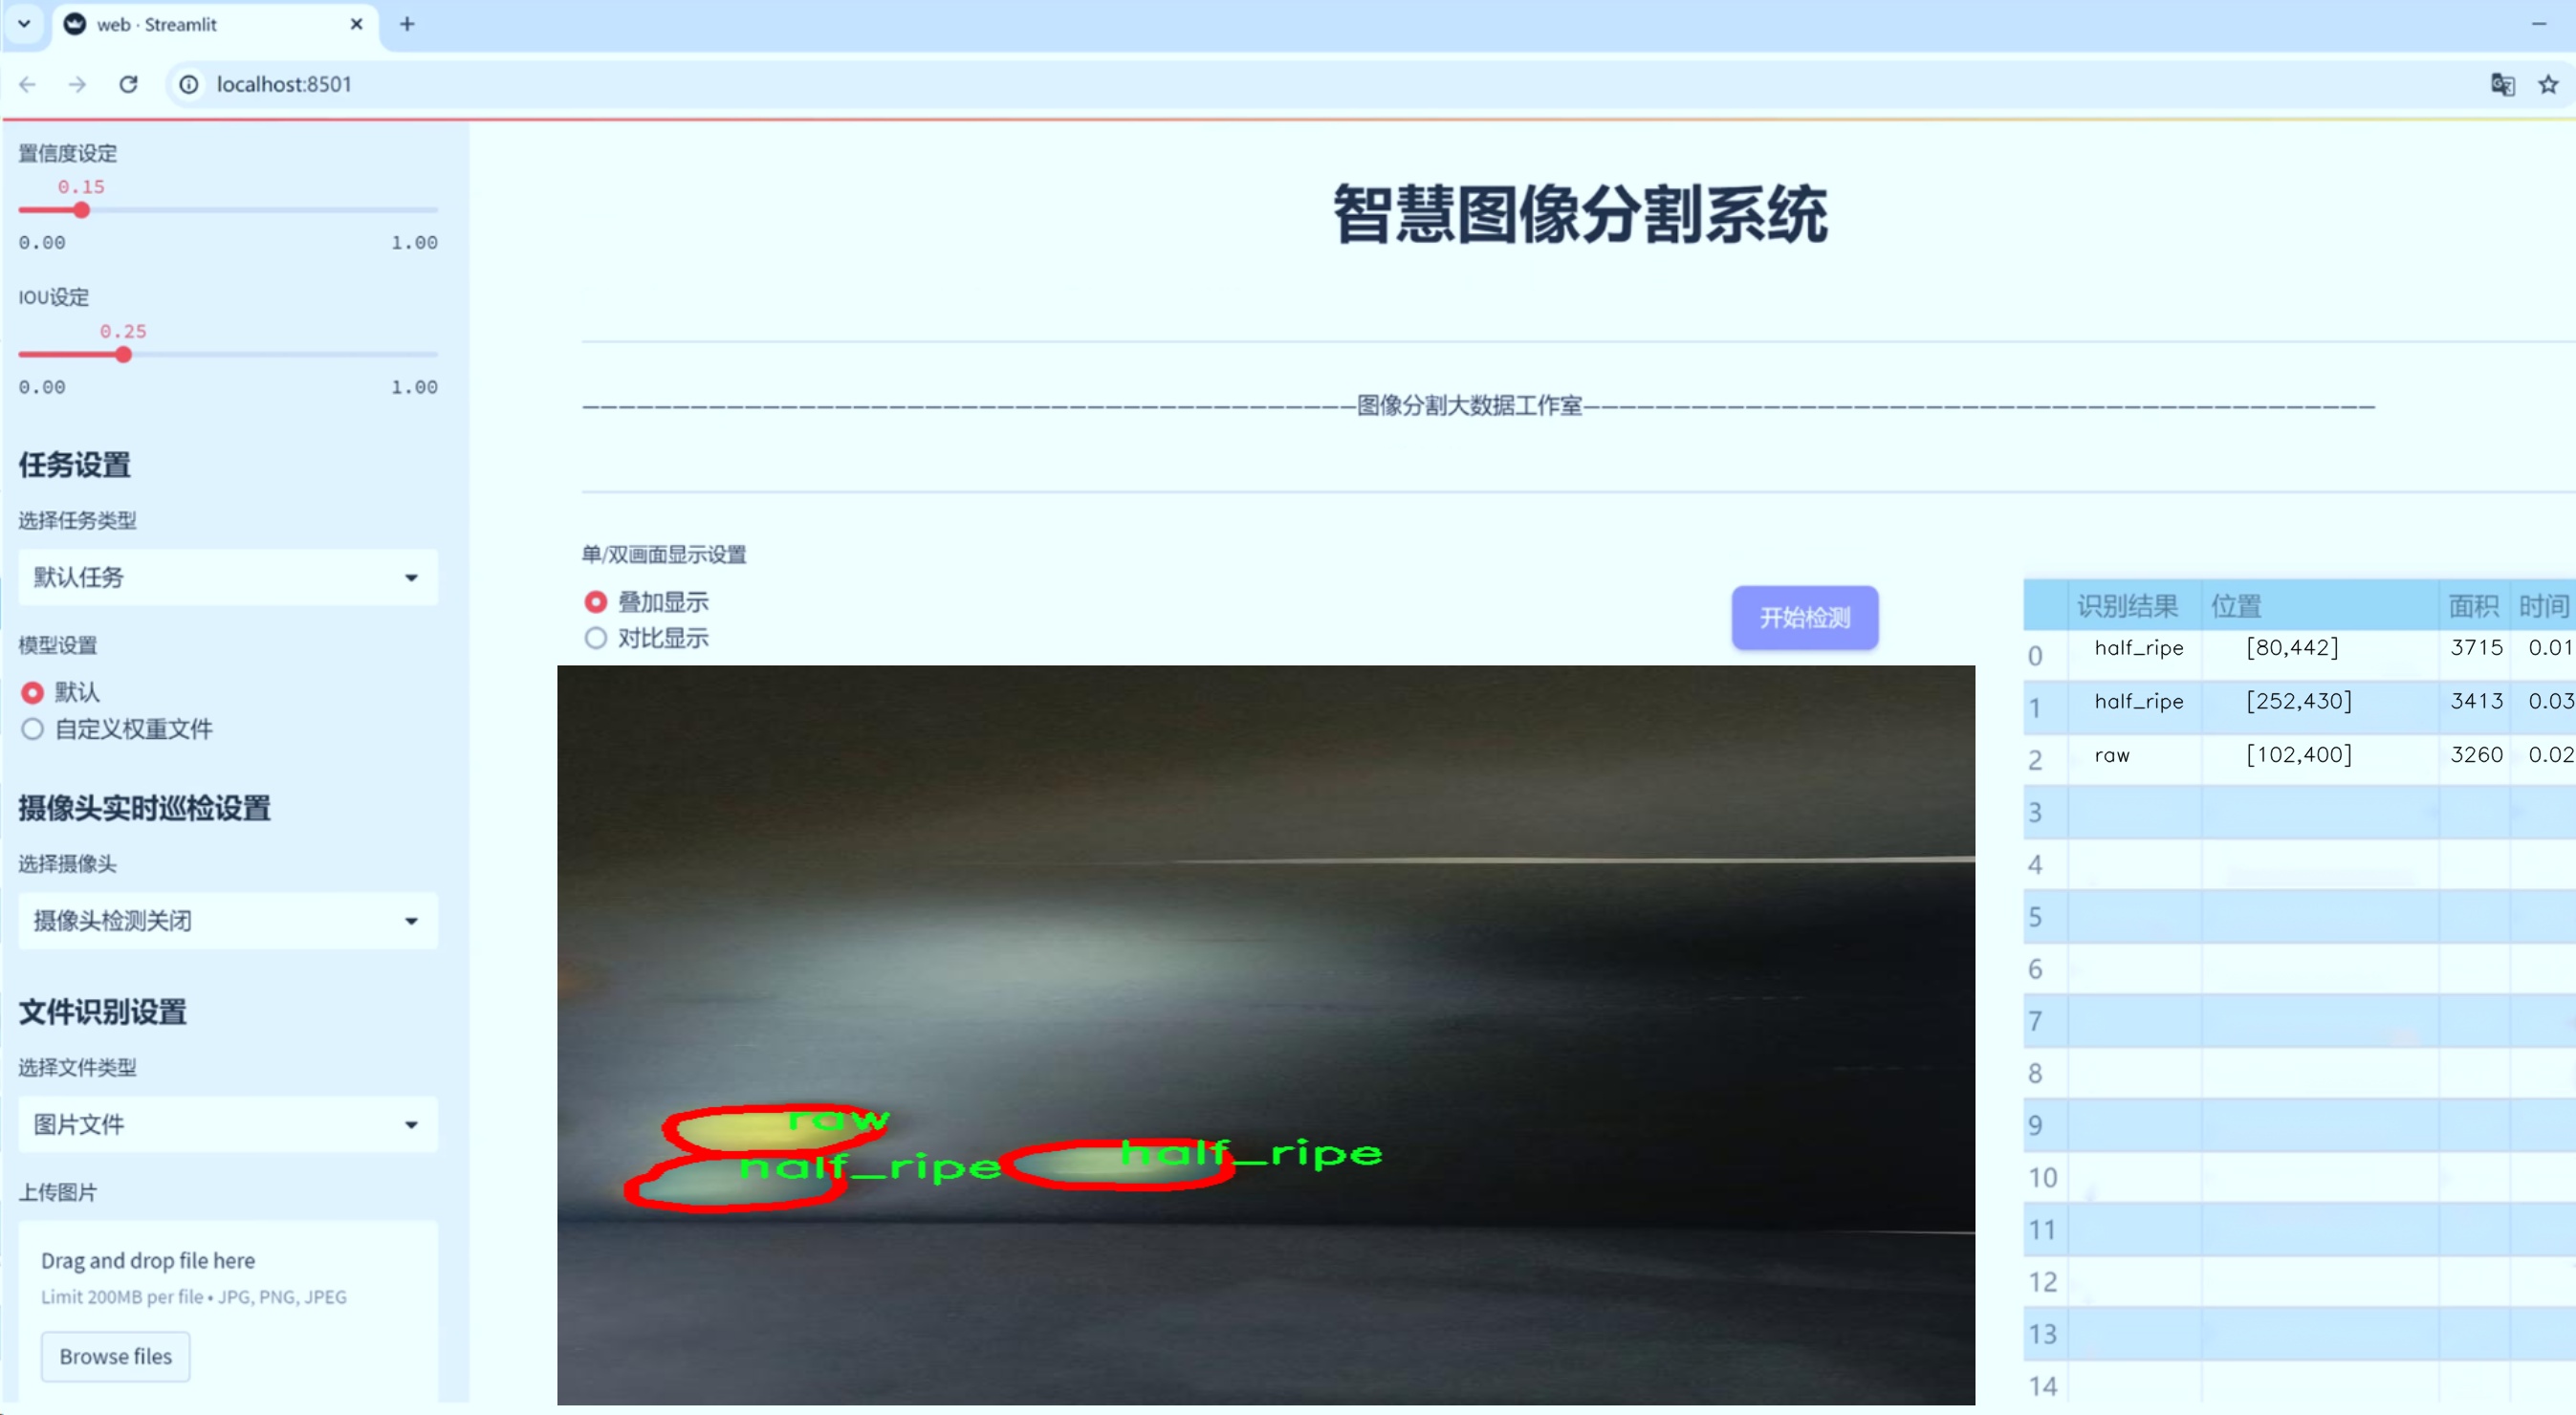 web · Streamlit
localhost:8501
置信度设定
0.15
0.00 1.00
IOU设定
0.25
0.00 1.00
任务设置
选择任务类型
默认任务
模型设置
默认
自定义权重文件
摄像头实时巡检设置
选择摄像头
摄像头检测关闭
文件识别设置
选择文件类型
图片文件
上传图片
Drag and drop file here
Limit 200MB per file • JPG, PNG, JPEG
Browse files
智慧图像分割系统
图像分割大数据工作室
单/双画面显示设置
叠加显示
对比显示
开始检测
raw
half_ripe
half_ripe
识别结果 位置 面积 时间
0 half_ripe [80,442] 3715 0.01
1 half_ripe [252,430] 3413 0.03
2 raw [102,400] 3260 0.02
3
4
5
6
7
8
9
10
11
12
13
14